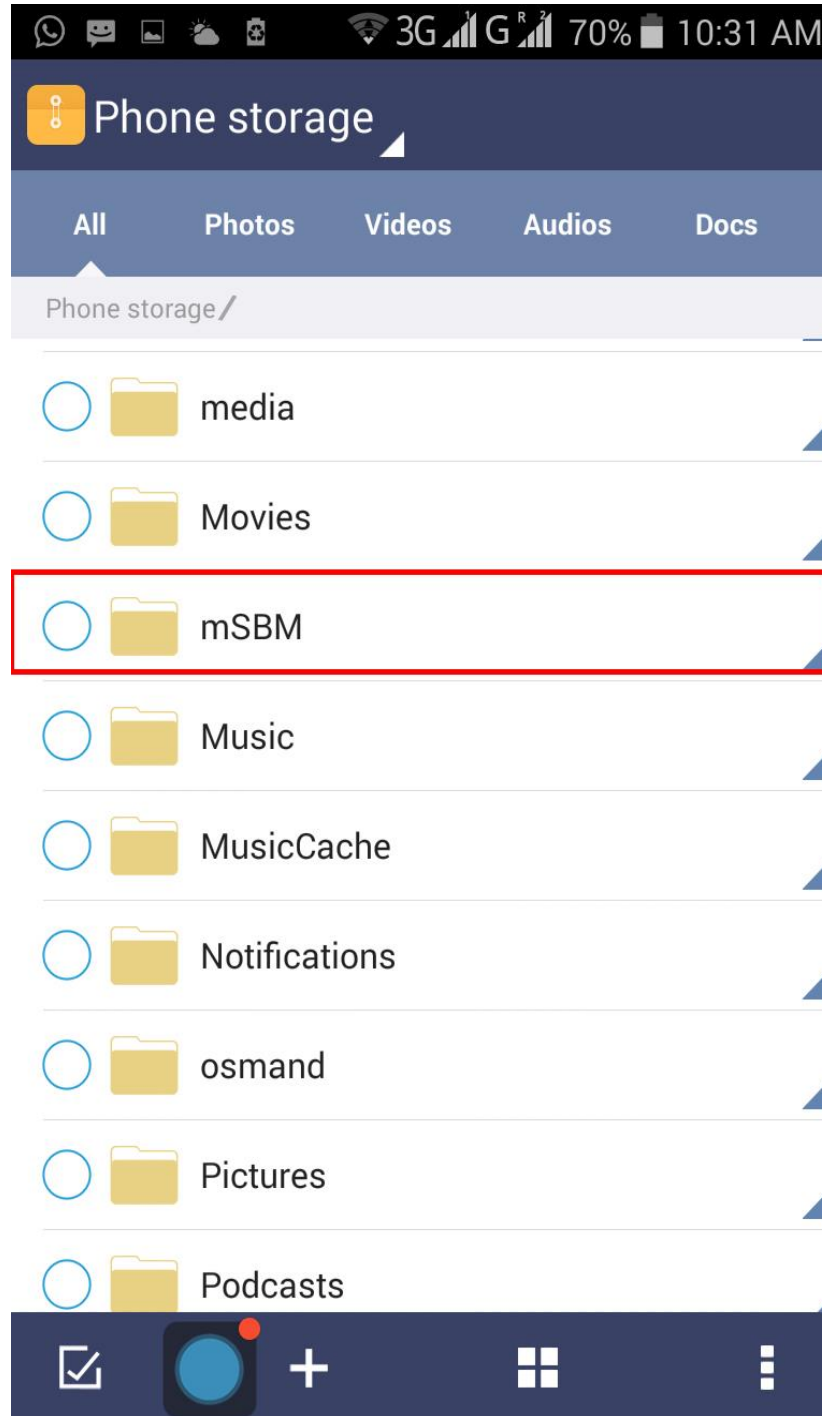 3G G R 70% 10:31 AM
Phone storage
All Photos Videos Audios Docs
Phone storage/
media
Movies
mSBM
Music
MusicCache
Notifications
osmand
Pictures
Podcasts